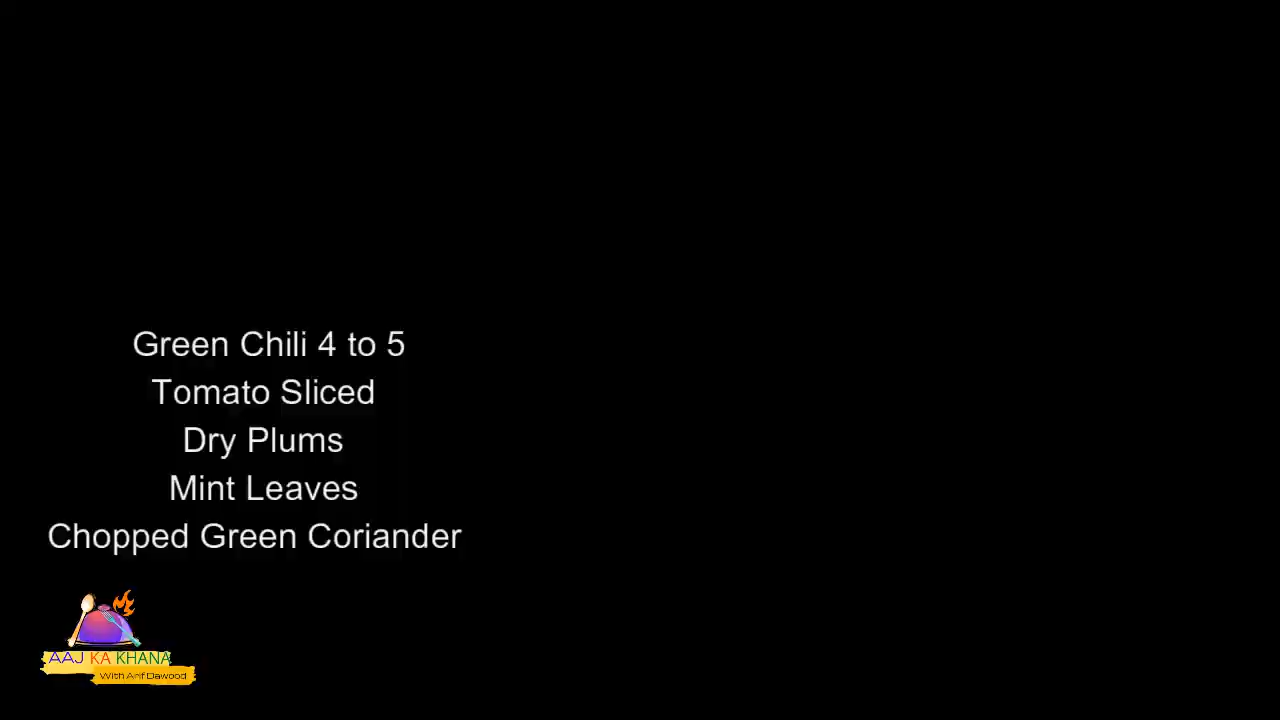 Green Chili 4 to 5
Tomato Sliced
Dry Plums
Mint Leaves
Chopped Green Coriander
AAJ KA KHANA
With Arif Dawood